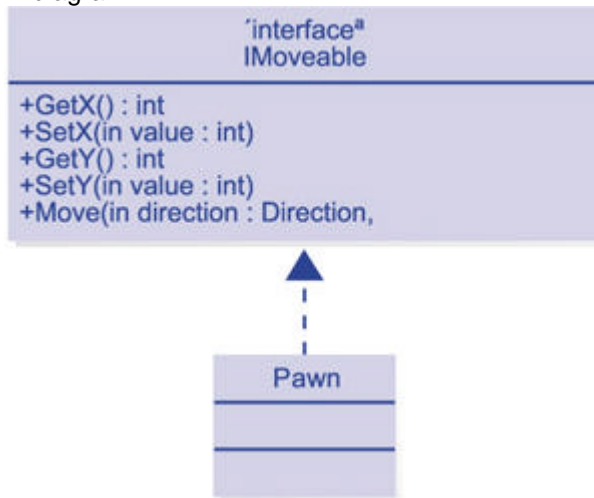 ´interfaceª
IMoveable
+GetX() : int
+SetX(in value : int)
+GetY() : int
+SetY(in value : int)
+Move(in direction : Direction,
Pawn